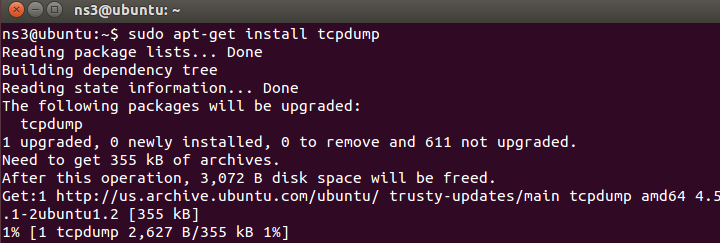 ns3@ubuntu: ~
ns3@ubuntu:~$ sudo apt-get install tcpdump
Reading package lists... Done
Building dependency tree
Reading state information... Done
The following packages will be upgraded:
  tcpdump
1 upgraded, 0 newly installed, 0 to remove and 611 not upgraded.
Need to get 355 kB of archives.
After this operation, 3,072 B disk space will be freed.
Get:1 http://us.archive.ubuntu.com/ubuntu/ trusty-updates/main tcpdump amd64 4.5
.1-2ubuntu1.2 [355 kB]
1% [1 tcpdump 2,627 B/355 kB 1%]